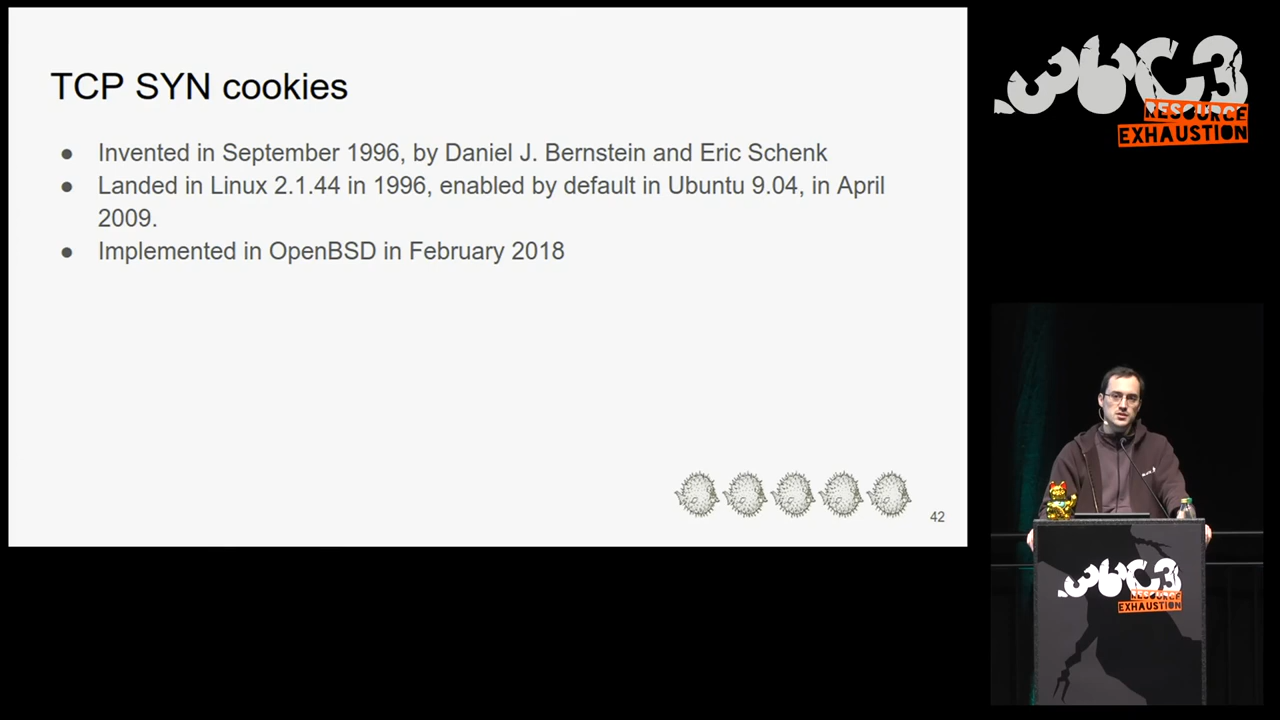 TCP SYN cookies
● Invented in September 1996, by Daniel J. Bernstein and Eric Schenk
● Landed in Linux 2.1.44 in 1996, enabled by default in Ubuntu 9.04, in April
2009.
● Implemented in OpenBSD in February 2018
42
36C3
RESOURCE
EXHAUSTION
36C3
RESOURCE
EXHAUSTION